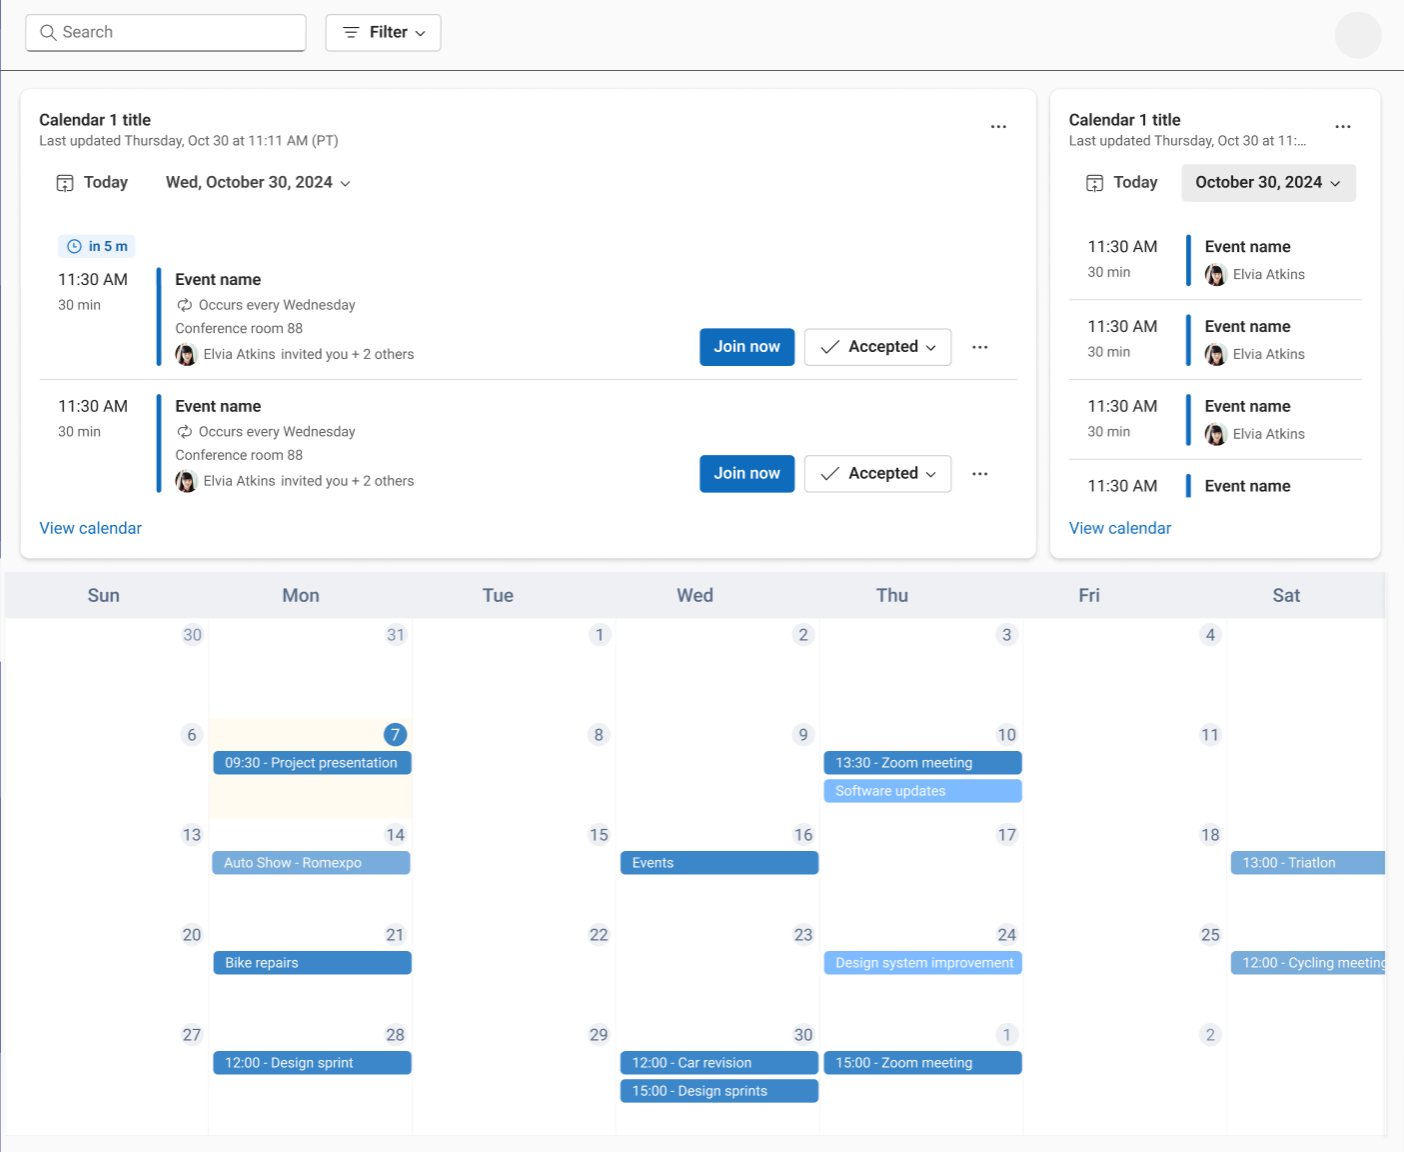 Search
Filter
Calendar 1 title
Last updated Thursday, Oct 30 at 11:11 AM (PT)
Today
Wed, October 30, 2024
in 5 m
11:30 AM
30 min
Event name
Occurs every Wednesday
Conference room 88
Elvia Atkins invited you + 2 others
Join now
Accepted
11:30 AM
30 min
Event name
Occurs every Wednesday
Conference room 88
Elvia Atkins invited you + 2 others
Join now
Accepted
View calendar
Calendar 1 title
Last updated Thursday, Oct 30 at 11:...
Today
October 30, 2024
11:30 AM
30 min
Event name
Elvia Atkins
11:30 AM
30 min
Event name
Elvia Atkins
11:30 AM
30 min
Event name
Elvia Atkins
11:30 AM
Event name
View calendar
Sun Mon Tue Wed Thu Fri Sat
30 31 1 2 3 4
6 7 8 9 10 11
09:30 - Project presentation 13:30 - Zoom meeting
Software updates
13 14 15 16 17 18
Auto Show - Romexpo Events 13:00 - Triatlon
20 21 22 23 24 25
Bike repairs Design system improvement 12:00 - Cycling meeting
27 28 29 30 1 2
12:00 - Design sprint 12:00 - Car revision 15:00 - Zoom meeting
15:00 - Design sprints